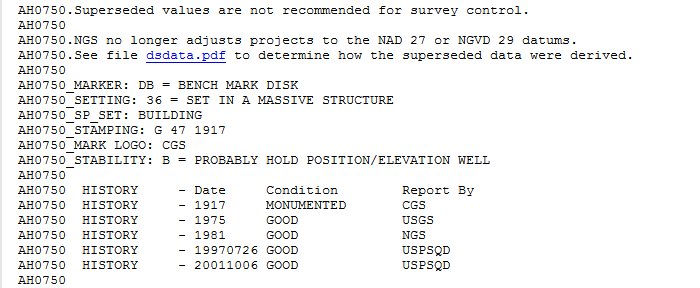 AH0750.Superseded values are not recommended for survey control.
AH0750
AH0750.NGS no longer adjusts projects to the NAD 27 or NGVD 29 datums.
AH0750.See file dsdata.pdf to determine how the superseded data were derived.
AH0750
AH0750_MARKER: DB = BENCH MARK DISK
AH0750_SETTING: 36 = SET IN A MASSIVE STRUCTURE
AH0750_SP_SET: BUILDING
AH0750_STAMPING: G 47 1917
AH0750_MARK LOGO: CGS
AH0750_STABILITY: B = PROBABLY HOLD POSITION/ELEVATION WELL
AH0750
AH0750  HISTORY     - Date     Condition        Report By
AH0750  HISTORY     - 1917     MONUMENTED       CGS
AH0750  HISTORY     - 1975     GOOD             USGS
AH0750  HISTORY     - 1981     GOOD             NGS
AH0750  HISTORY     - 19970726 GOOD             USPSQD
AH0750  HISTORY     - 20011006 GOOD             USPSQD
AH0750